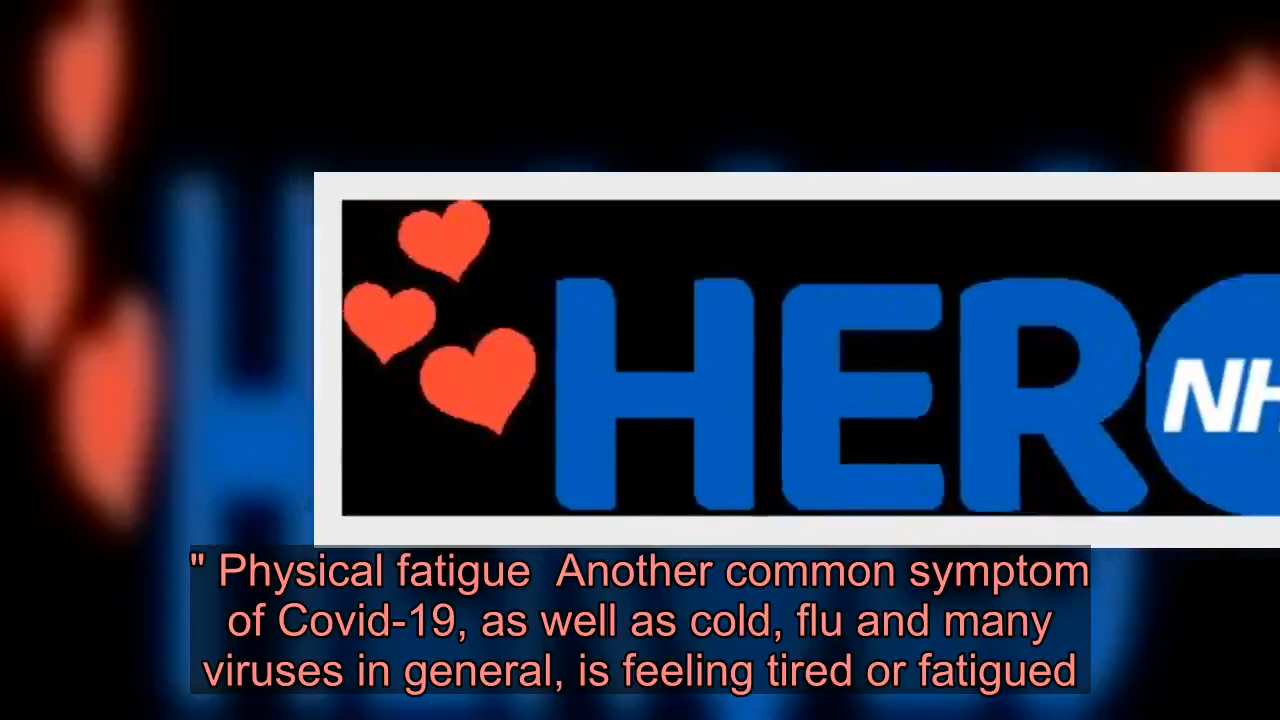 HER
NH
" Physical fatigue  Another common symptom
of Covid-19, as well as cold, flu and many
viruses in general, is feeling tired or fatigued